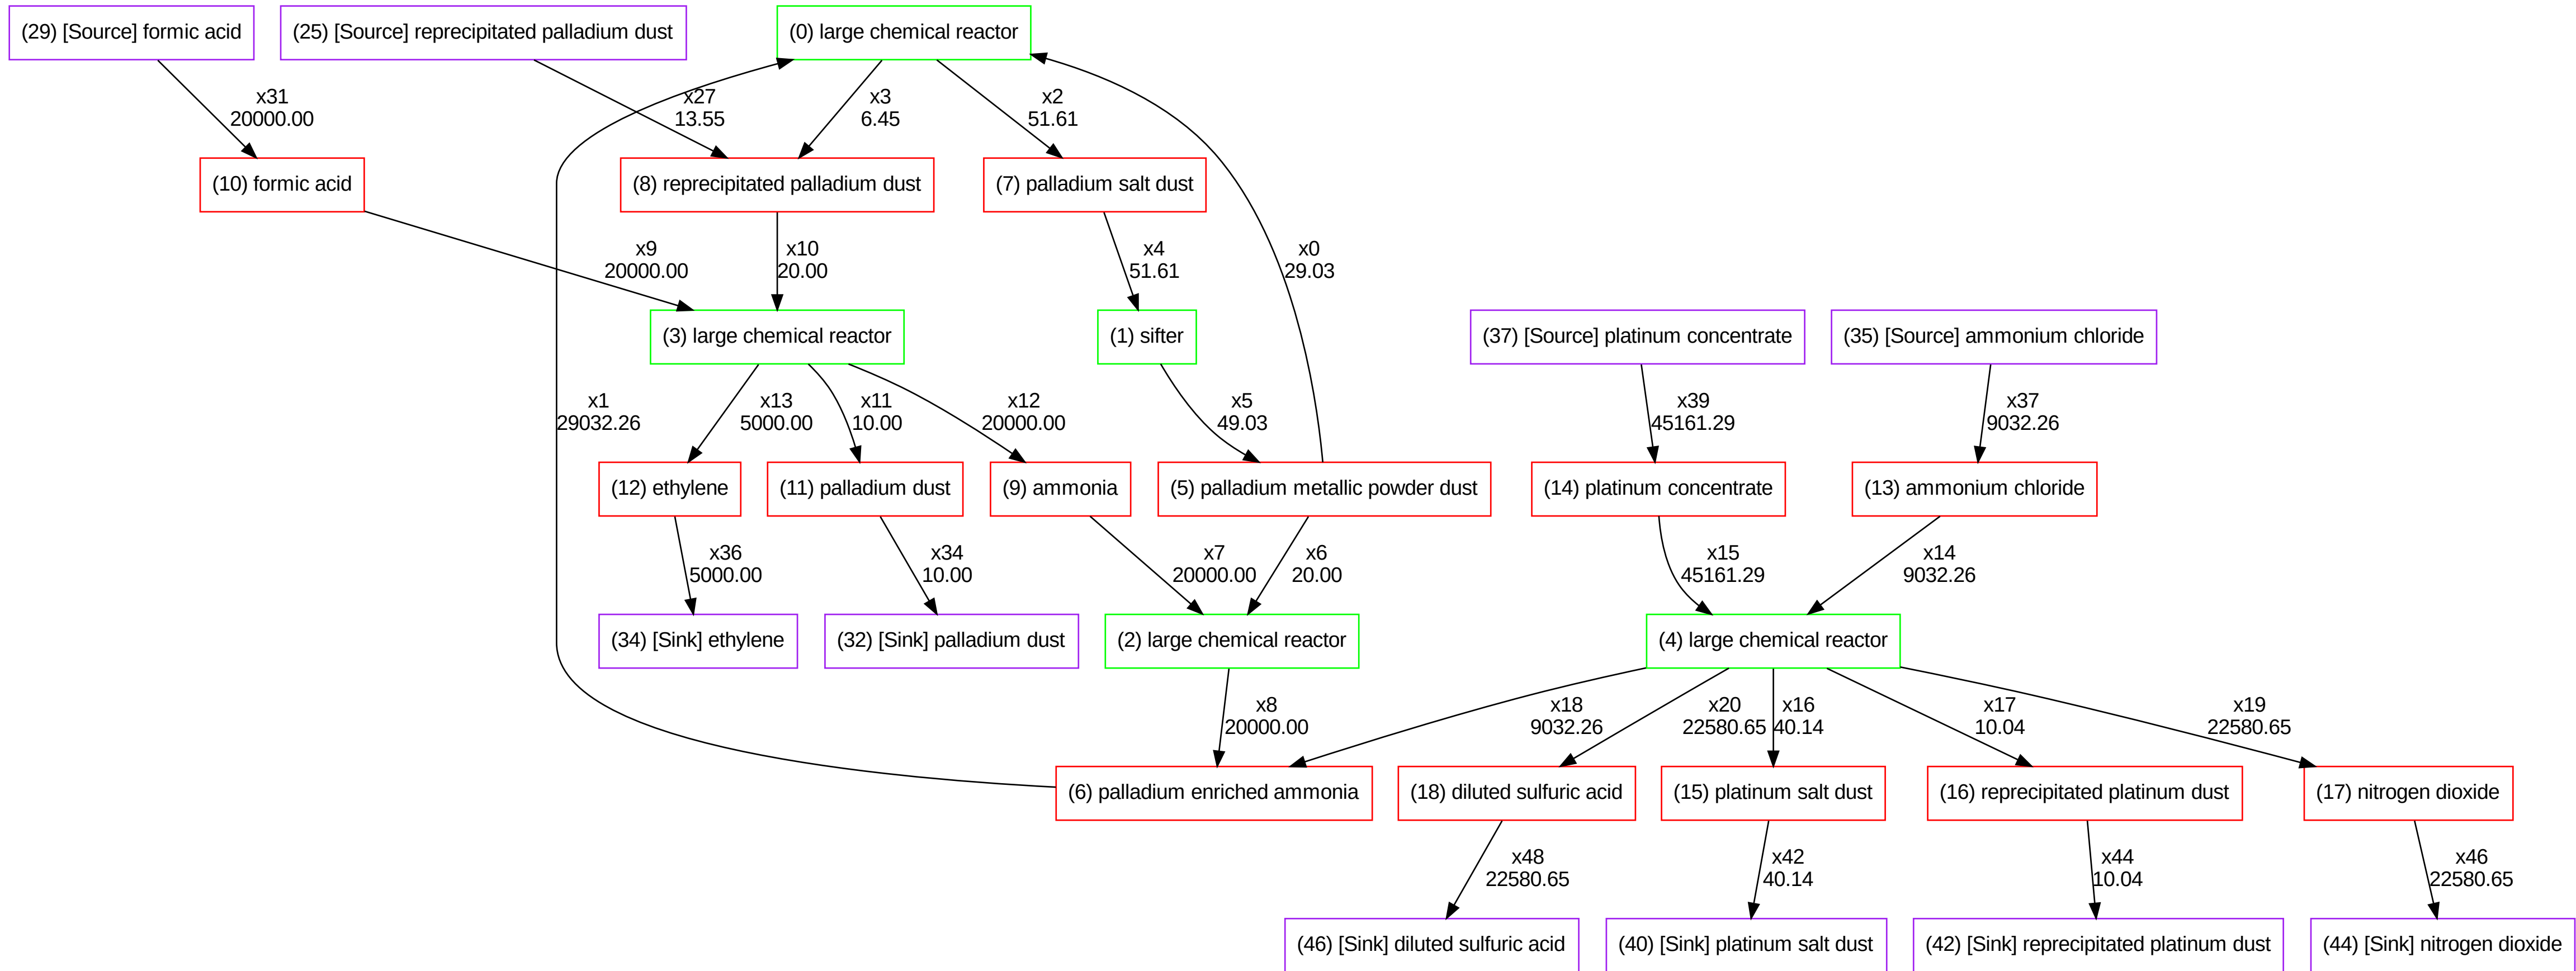 (29) [Source] formic acid
(25) [Source] reprecipitated palladium dust
(0) large chemical reactor
x31
20000.00
x27
13.55
x3
6.45
x2
51.61
(10) formic acid
(8) reprecipitated palladium dust
(7) palladium salt dust
x9
20000.00
x10
20.00
x4
51.61
x0
29.03
(3) large chemical reactor
(1) sifter
(37) [Source] platinum concentrate
(35) [Source] ammonium chloride
x1
29032.26
x13
5000.00
x11
10.00
x12
20000.00
x5
49.03
x39
45161.29
x37
9032.26
(12) ethylene
(11) palladium dust
(9) ammonia
(5) palladium metallic powder dust
(14) platinum concentrate
(13) ammonium chloride
x36
5000.00
x34
10.00
x7
20000.00
x6
20.00
x15
45161.29
x14
9032.26
(34) [Sink] ethylene
(32) [Sink] palladium dust
(2) large chemical reactor
(4) large chemical reactor
x8
20000.00
x18
9032.26
x20
22580.65
x16
40.14
x17
10.04
x19
22580.65
(6) palladium enriched ammonia
(18) diluted sulfuric acid
(15) platinum salt dust
(16) reprecipitated platinum dust
(17) nitrogen dioxide
x48
22580.65
x42
40.14
x44
10.04
x46
22580.65
(46) [Sink] diluted sulfuric acid
(40) [Sink] platinum salt dust
(42) [Sink] reprecipitated platinum dust
(44) [Sink] nitrogen dioxide